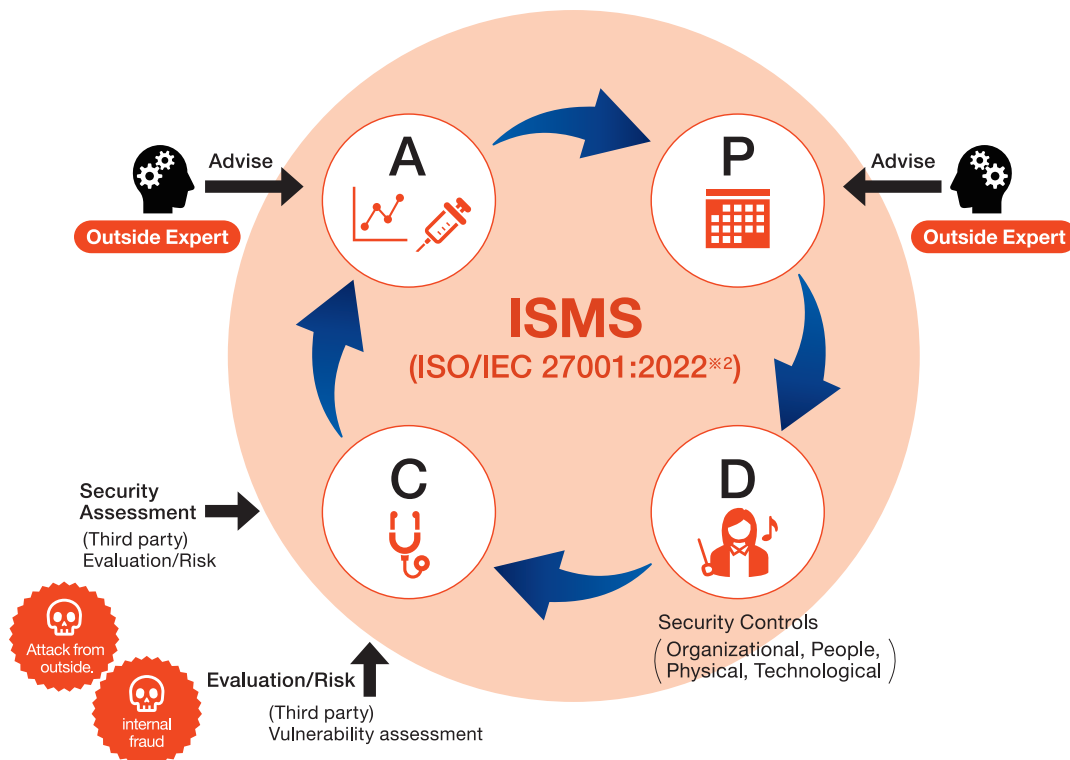 A
P
Advise
Outside Expert
Advise
Outside Expert
ISMS
(ISO/IEC 27001:2022※2)
C
D
Security
Assessment
(Third party)
Evaluation/Risk
Security Controls
(Organizational, People,
Physical, Technological)
Attack from
outside.
internal
fraud
Evaluation/Risk
(Third party)
Vulnerability assessment